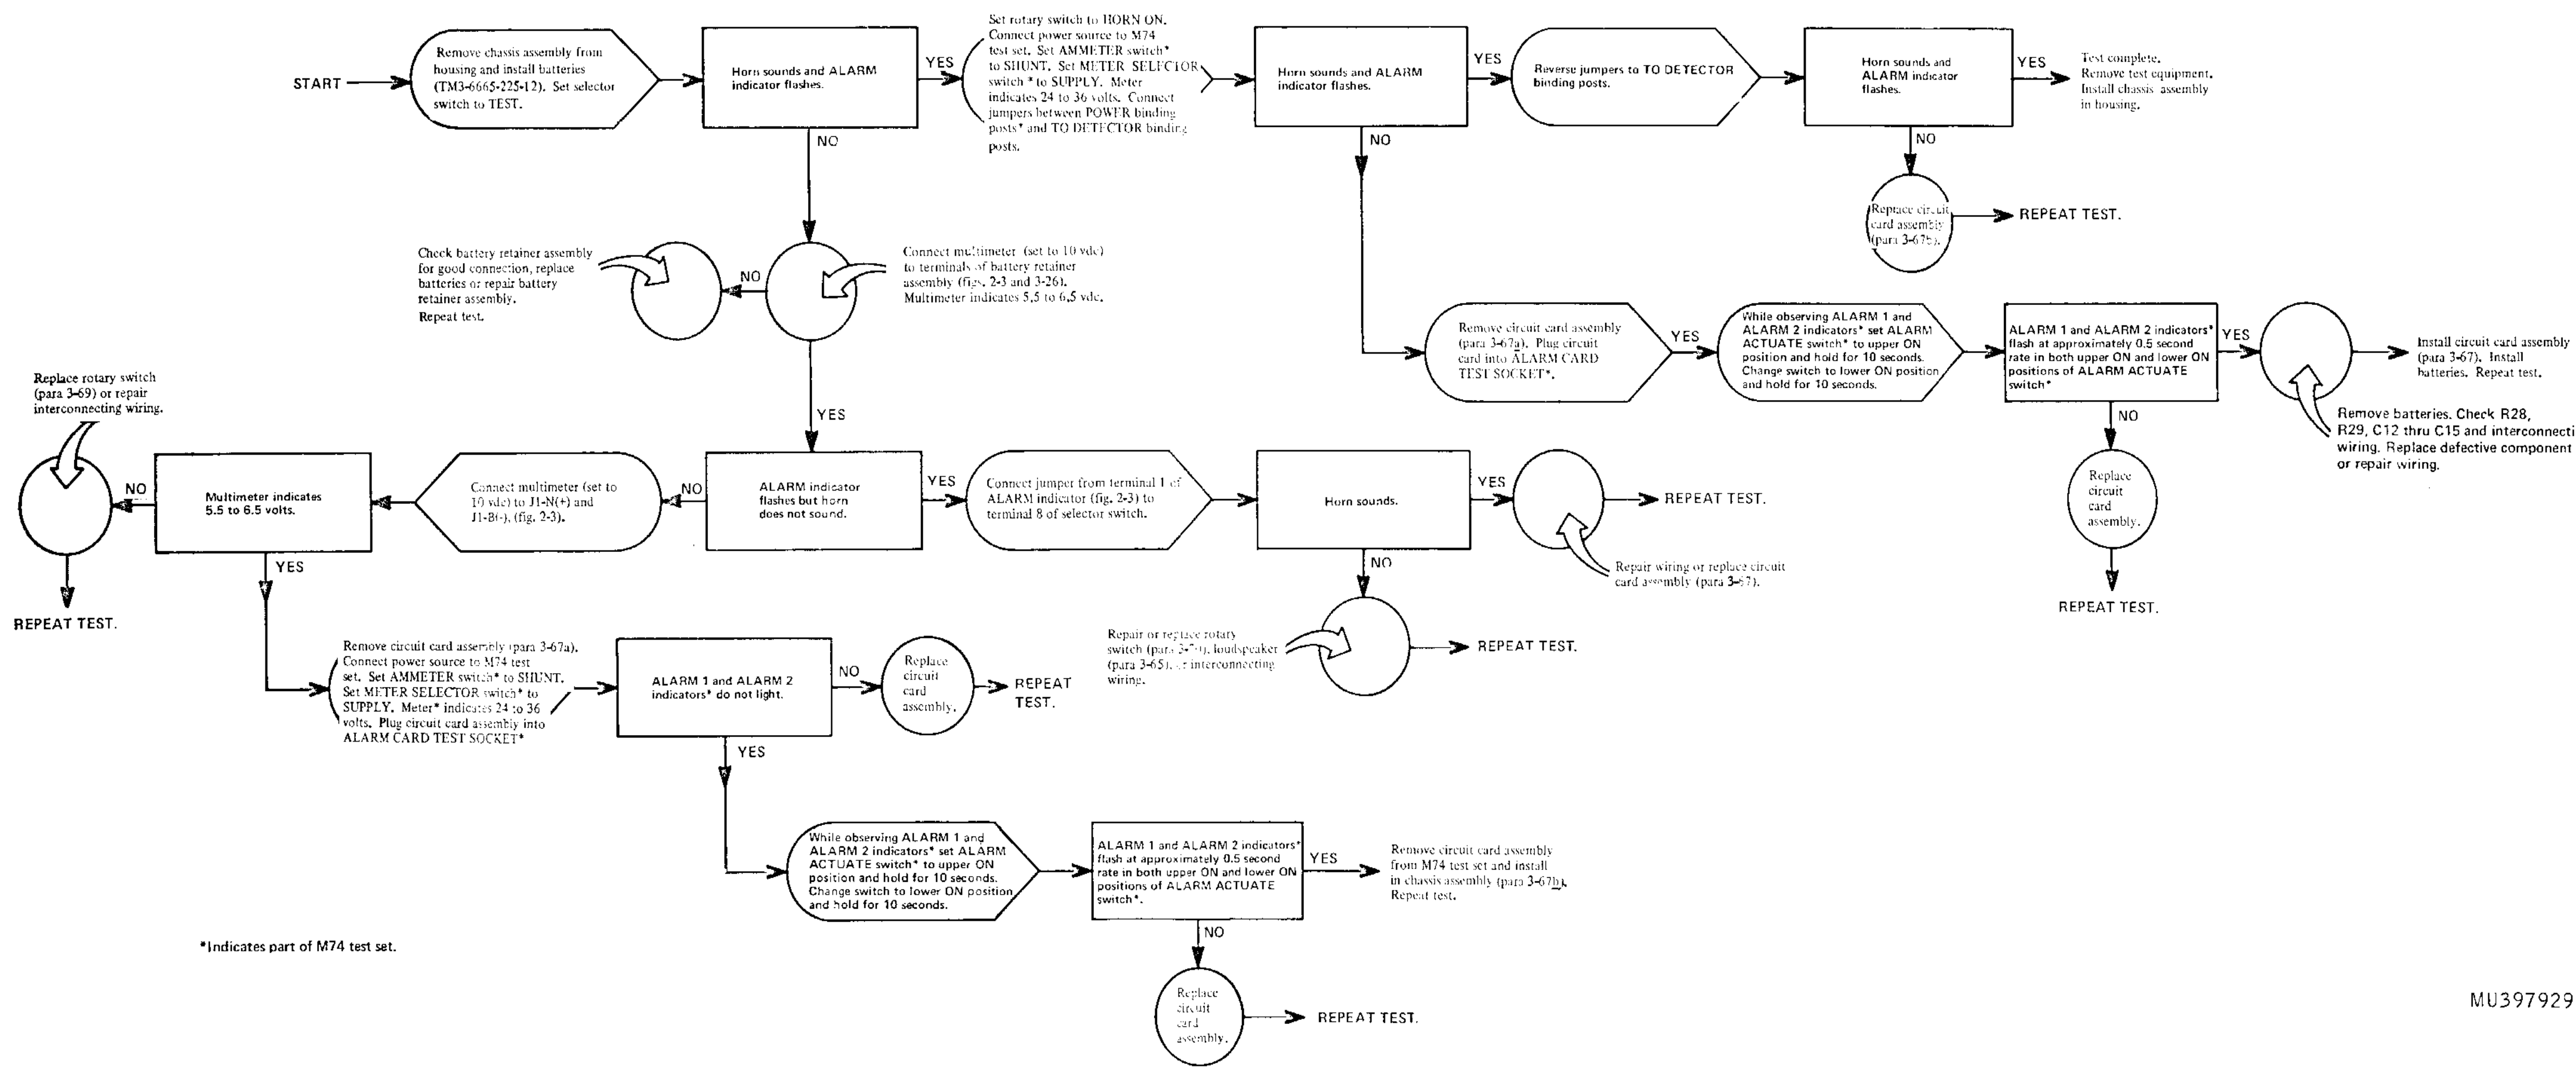 START
Remove chassis assembly from
housing and install batteries
(TM3-6665-225-12). Set selector
switch to TEST.
Horn sounds and ALARM
indicator flashes.
YES
NO
Set rotary switch to HORN ON.
Connect power source to M74
test set. Set AMMETER switch*
to SHUNT. Set METER SELECTOR
switch * to SUPPLY. Meter
indicates 24 to 36 volts. Connect
jumpers between POWER binding
posts* and TO DETECTOR binding
posts.
Horn sounds and ALARM
indicator flashes.
YES
NO
Reverse jumpers to TO DETECTOR
binding posts.
Horn sounds and
ALARM indicator
flashes.
YES
NO
Test complete.
Remove test equipment.
Install chassis assembly
in housing.
Replace circuit
card assembly
(para 3-67b).
REPEAT TEST.
Check battery retainer assembly
for good connection, replace
batteries or repair battery
retainer assembly.
Repeat test.
NO
Connect multimeter (set to 10 vdc)
to terminals of battery retainer
assembly (figs. 2-3 and 3-26).
Multimeter indicates 5.5 to 6.5 vdc.
YES
Remove circuit card assembly
(para 3-67a). Plug circuit
card into ALARM CARD
TEST SOCKET*.
YES
While observing ALARM 1 and
ALARM 2 indicators* set ALARM
ACTUATE switch* to upper ON
position and hold for 10 seconds.
Change switch to lower ON position
and hold for 10 seconds.
ALARM 1 and ALARM 2 indicators*
flash at approximately 0.5 second
rate in both upper ON and lower ON
positions of ALARM ACTUATE
switch*
YES
NO
Install circuit card assembly
(para 3-67). Install
batteries. Repeat test.
Remove batteries. Check R28,
R29, C12 thru C15 and interconnecti
wiring. Replace defective component
or repair wiring.
Replace
circuit
card
assembly.
REPEAT TEST.
Replace rotary switch
(para 3-69) or repair
interconnecting wiring.
NO
REPEAT TEST.
Multimeter indicates
5.5 to 6.5 volts.
YES
Connect multimeter (set to
10 vdc) to J1-N(+) and
J1-B(-), (fig. 2-3).
NO
ALARM indicator
flashes but horn
does not sound.
YES
Connect jumper from terminal 1 of
ALARM indicator (fig. 2-3) to
terminal 8 of selector switch.
Horn sounds.
YES
NO
REPEAT TEST.
Repair wiring or replace circuit
card assembly (para 3-67).
Repair or replace rotary
switch (para loudspeaker
(para 3-65), or interconnecting
wiring.
REPEAT TEST.
Remove circuit card assembly (para 3-67a).
Connect power source to M74 test
set. Set AMMETER switch* to SHUNT.
Set METER SELECTOR switch* to
SUPPLY. Meter* indicates 24 to 36
volts. Plug circuit card assembly into
ALARM CARD TEST SOCKET*
ALARM 1 and ALARM 2
indicators* do not light.
NO
YES
Replace
circuit
card
assembly.
REPEAT
TEST.
While observing ALARM 1 and
ALARM 2 indicators* set ALARM
ACTUATE switch* to upper ON
position and hold for 10 seconds.
Change switch to lower ON position
and hold for 10 seconds.
ALARM 1 and ALARM 2 indicators*
flash at approximately 0.5 second
rate in both upper ON and lower ON
positions of ALARM ACTUATE
switch*.
YES
NO
Remove circuit card assembly
from M74 test set and install
in chassis assembly (para 3-67b).
Repeat test.
Replace
circuit
card
assembly.
REPEAT TEST.
*Indicates part of M74 test set.
MU397929